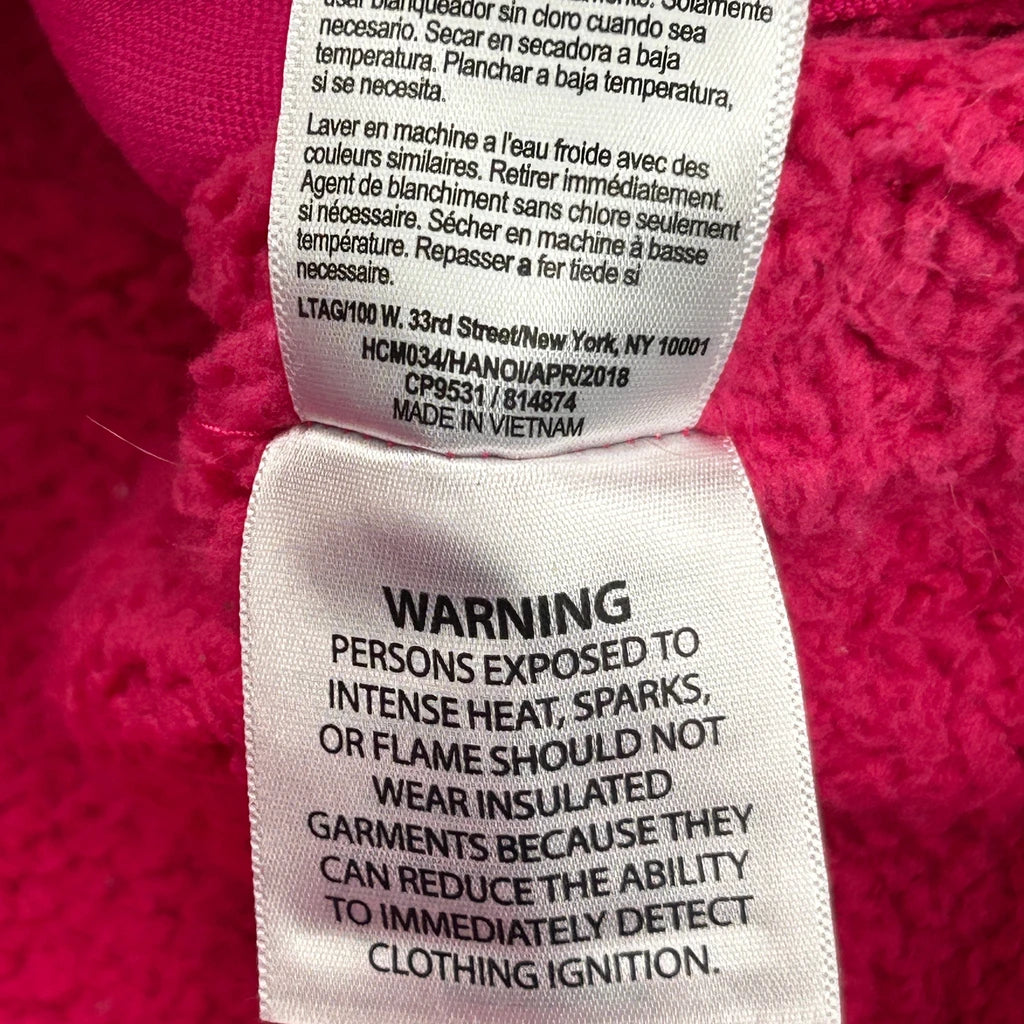 Solamente
usar blanqueador sin cloro cuando sea
necesario. Secar en secadora a baja
temperatura. Planchar a baja temperatura,
si se necesita.
Laver en machine a l'eau froide avec des
couleurs similaires. Retirer immédiatement.
Agent de blanchiment sans chlore seulement
si nécessaire. Sécher en machine à basse
température. Repasser a fer tiede si
necessaire.
LTAG/100 W. 33rd Street/New York, NY 10001
HCM034/HANOI/APR/2018
CP9531 / 814874
MADE IN VIETNAM
WARNING
PERSONS EXPOSED TO
INTENSE HEAT, SPARKS,
OR FLAME SHOULD NOT
WEAR INSULATED
GARMENTS BECAUSE THEY
CAN REDUCE THE ABILITY
TO IMMEDIATELY DETECT
CLOTHING IGNITION.